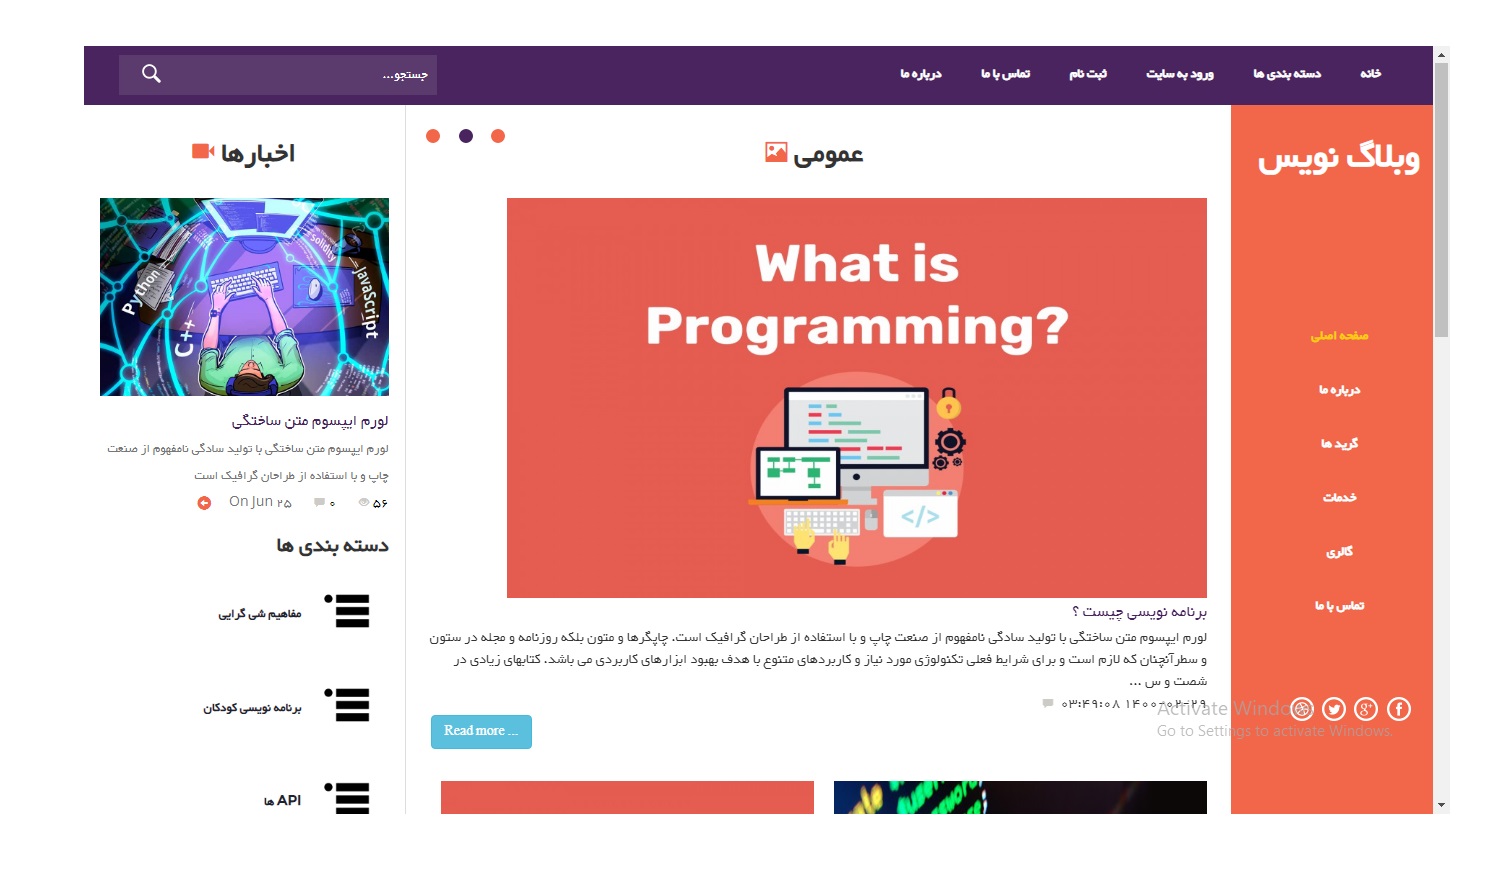 خانه
دسته بندی ها
ورود به سایت
ثبت نام
تماس با ما
درباره ما
جستجو...
وبلاگ نویس
صفحه اصلی
درباره ما
گرید ها
خدمات
گالری
تماس با ما
عمومی
What is
Programming?
</>
برنامه نویسی چیست ؟
لورم ایپسوم متن ساختگی با تولید سادگی نامفهوم از صنعت چاپ و با استفاده از طراحان گرافیک است. چاپگرها و متون بلکه روزنامه و مجله در ستون
و سطرآنچنان که لازم است و برای شرایط فعلی تکنولوژی مورد نیاز و کاربردهای متنوع با هدف بهبود ابزارهای کاربردی می باشد. کتابهای زیادی در
شصت و س ...
۱۴۰۰-۰۲-۲۹ ۰۳:۴۹:۰۸
Read more ...
Activate Windows
Go to Settings to activate Windows.
اخبارها
Python
C++
solidity
JavaScript
لورم ایپسوم متن ساختگی
لورم ایپسوم متن ساختگی با تولید سادگی نامفهوم از صنعت
چاپ و با استفاده از طراحان گرافیک است
۵۶ ۰ On Jun ۲۵
دسته بندی ها
مفاهیم شی گرایی
برنامه نویسی کودکان
API ها